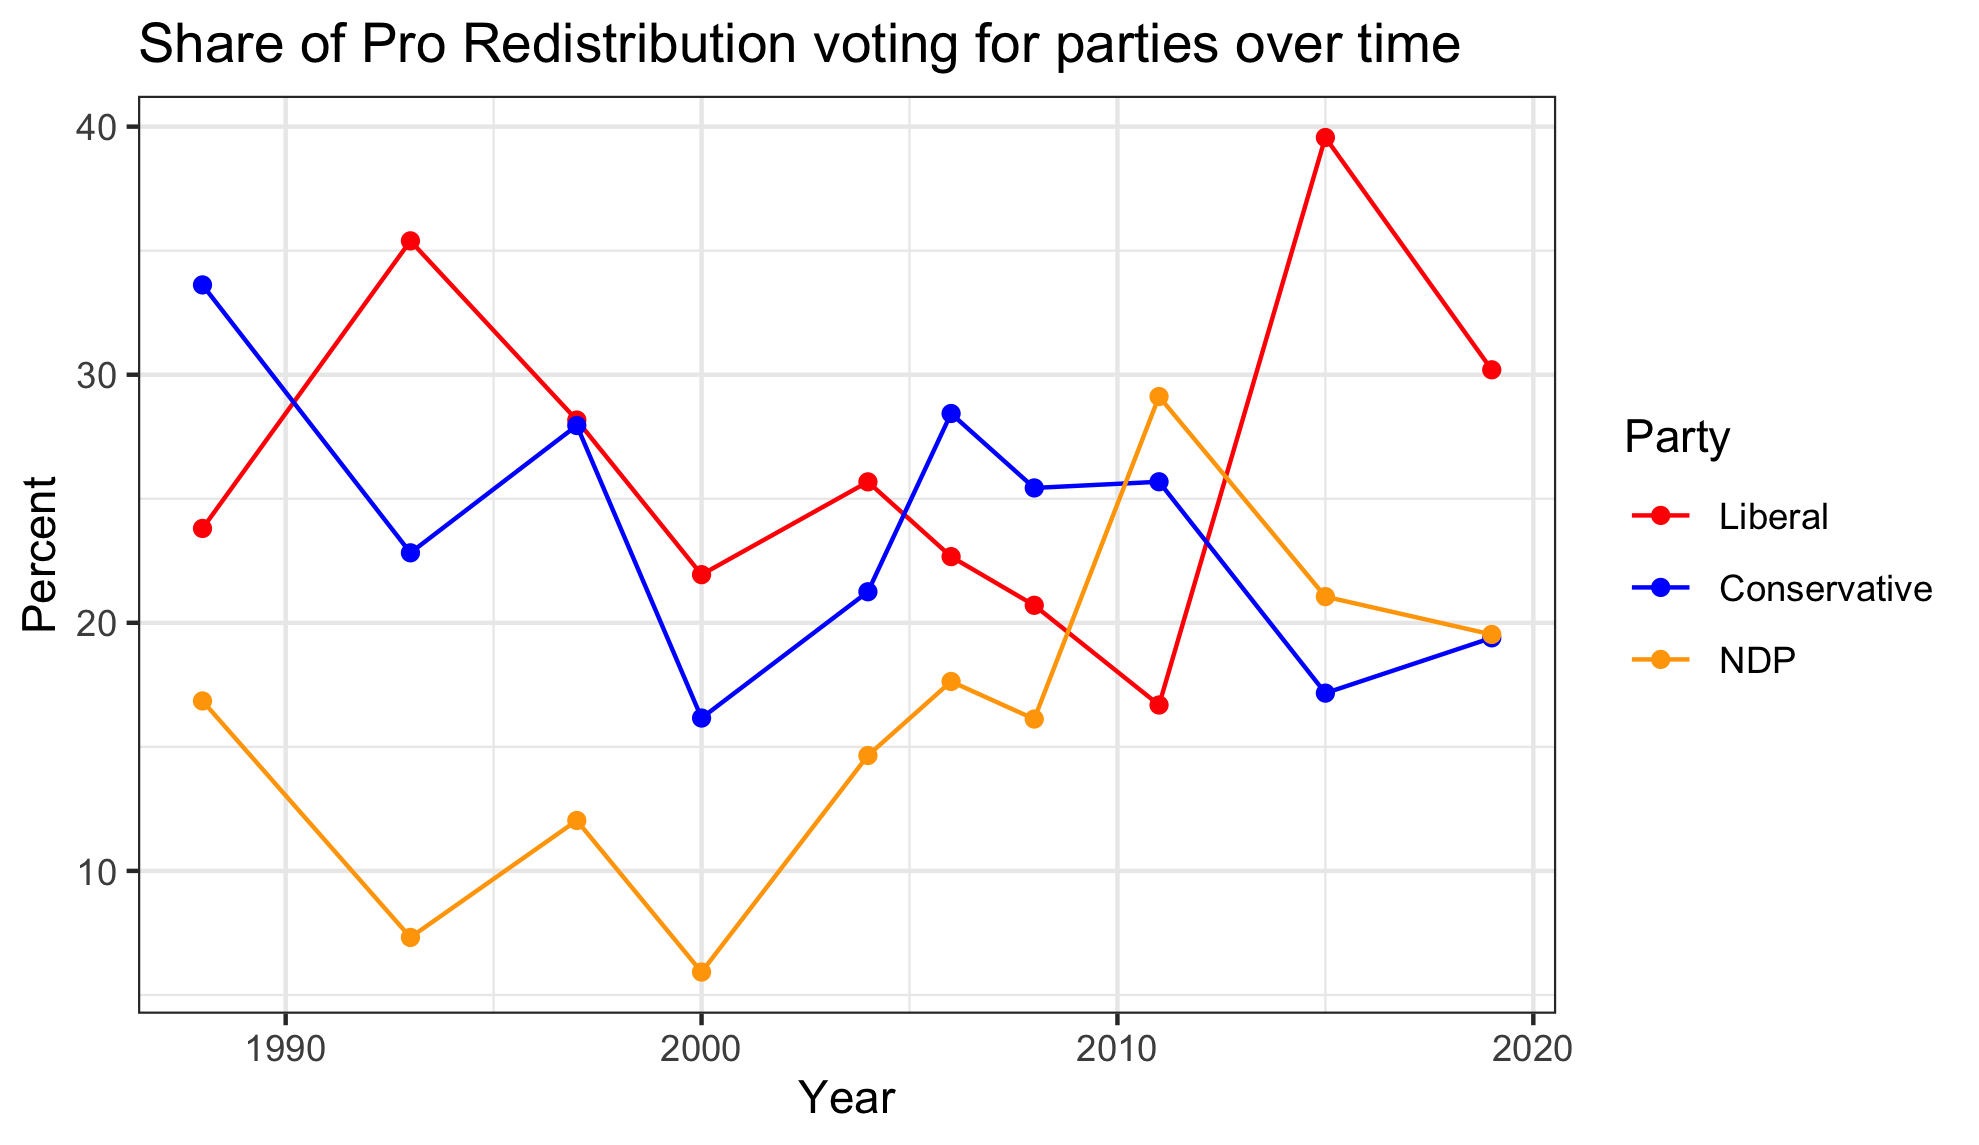 Share of Pro Redistribution voting for parties over time
Percent
40
30
20
10
1990
2000
2010
2020
Year
Party
Liberal
Conservative
NDP